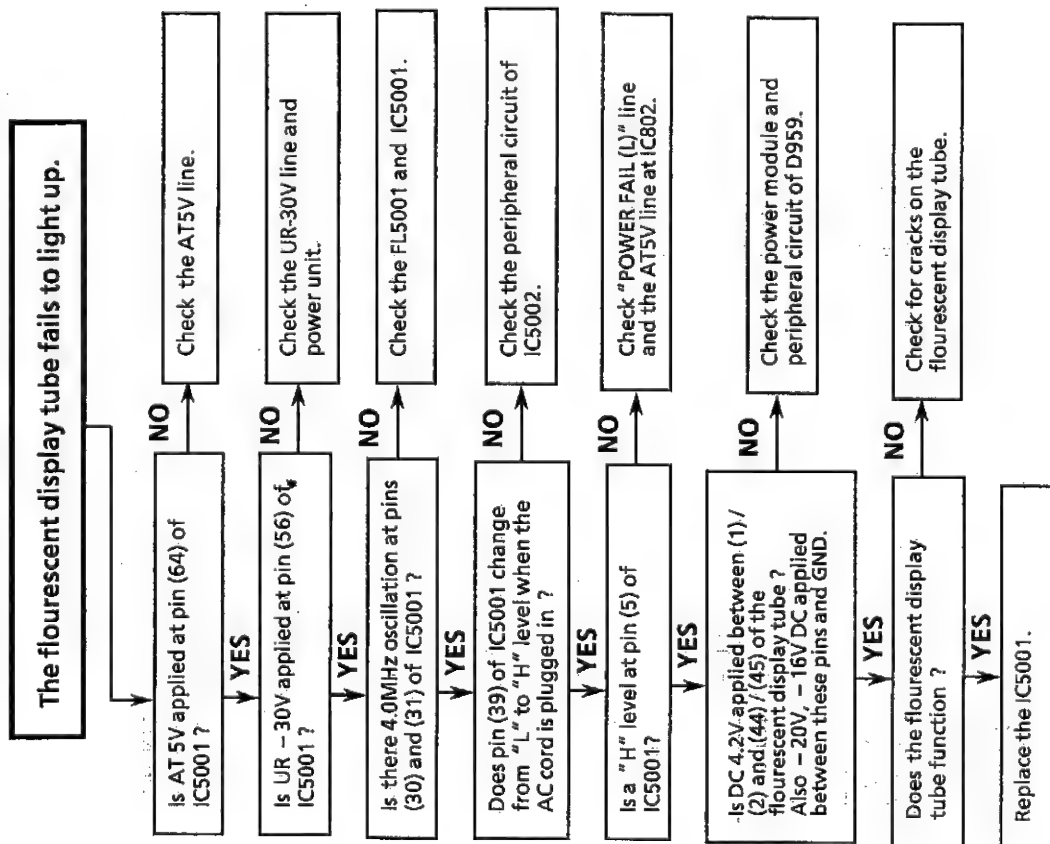 The flourescent display tube fails to light up.
Is AT 5V applied at pin (64) of
IC5001 ?
NO
Check the AT5V line.
YES
Is UR – 30V applied at pin (56) of
IC5001 ?
NO
Check the UR-30V line and
power unit.
YES
Is there 4.0MHz oscillation at pins
(30) and (31) of IC5001 ?
NO
Check the FL5001 and IC5001.
YES
Does pin (39) of IC5001 change
from "L" to "H" level when the
AC cord is plugged in ?
NO
Check the peripheral circuit of
IC5002.
YES
Is a "H" level at pin (5) of
IC5001 ?
NO
Check "POWER FAIL (L)" line
and the AT5V line at IC802.
YES
Is DC 4.2V applied between (1) /
(2) and (44) / (45) of the
flourescent display tube ?
Also – 20V, – 16V DC applied
between these pins and GND.
NO
Check the power module and
peripheral circuit of D959.
YES
Does the flourescent display
tube function ?
NO
Check for cracks on the
flourescent display tube.
YES
Replace the IC5001.